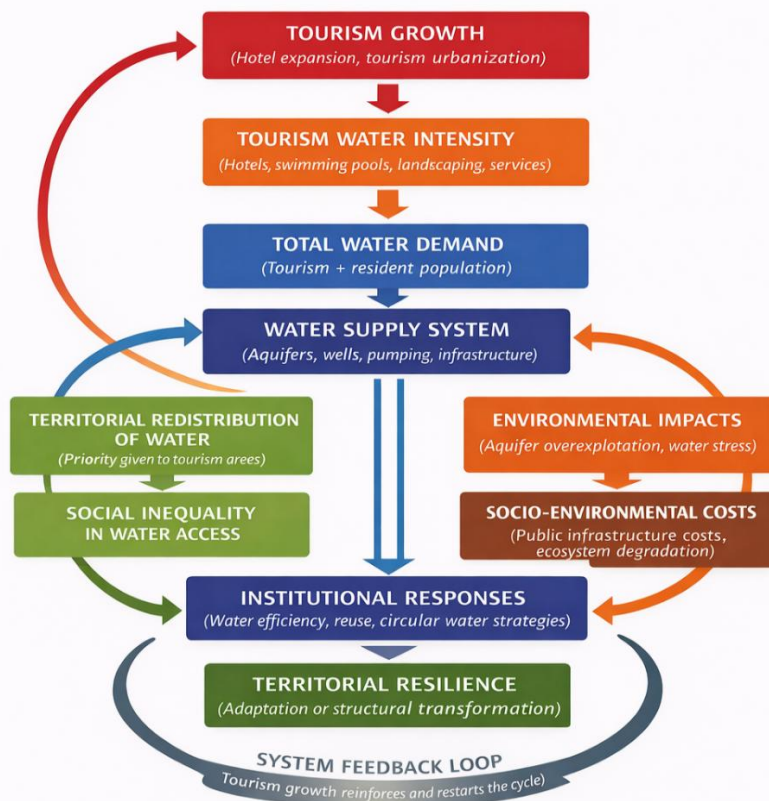 TOURISM GROWTH
(Hotel expansion, tourism urbanization)
TOURISM WATER INTENSITY
(Hotels, swimming pools, landscaping, services)
TOTAL WATER DEMAND
(Tourism + resident population)
WATER SUPPLY SYSTEM
(Aquifers, wells, pumping, infrastructure)
TERRITORIAL REDISTRIBUTION
OF WATER
(Priority given to tourism arees)
SOCIAL INEQUALITY
IN WATER ACCESS
ENVIRONMENTAL IMPACTS
(Aquifer overexplotation, water stress)
SOCIO-ENVIRONMENTAL COSTS
(Public infrastructure costs,
ecosystem degradation)
INSTITUTIONAL RESPONSES
(Water efficiency, reuse, circular water strategies)
TERRITORIAL RESILIENCE
(Adaptation or structural transformation)
SYSTEM FEEDBACK LOOP
Tourism growth reinforces and restarts the cycle)